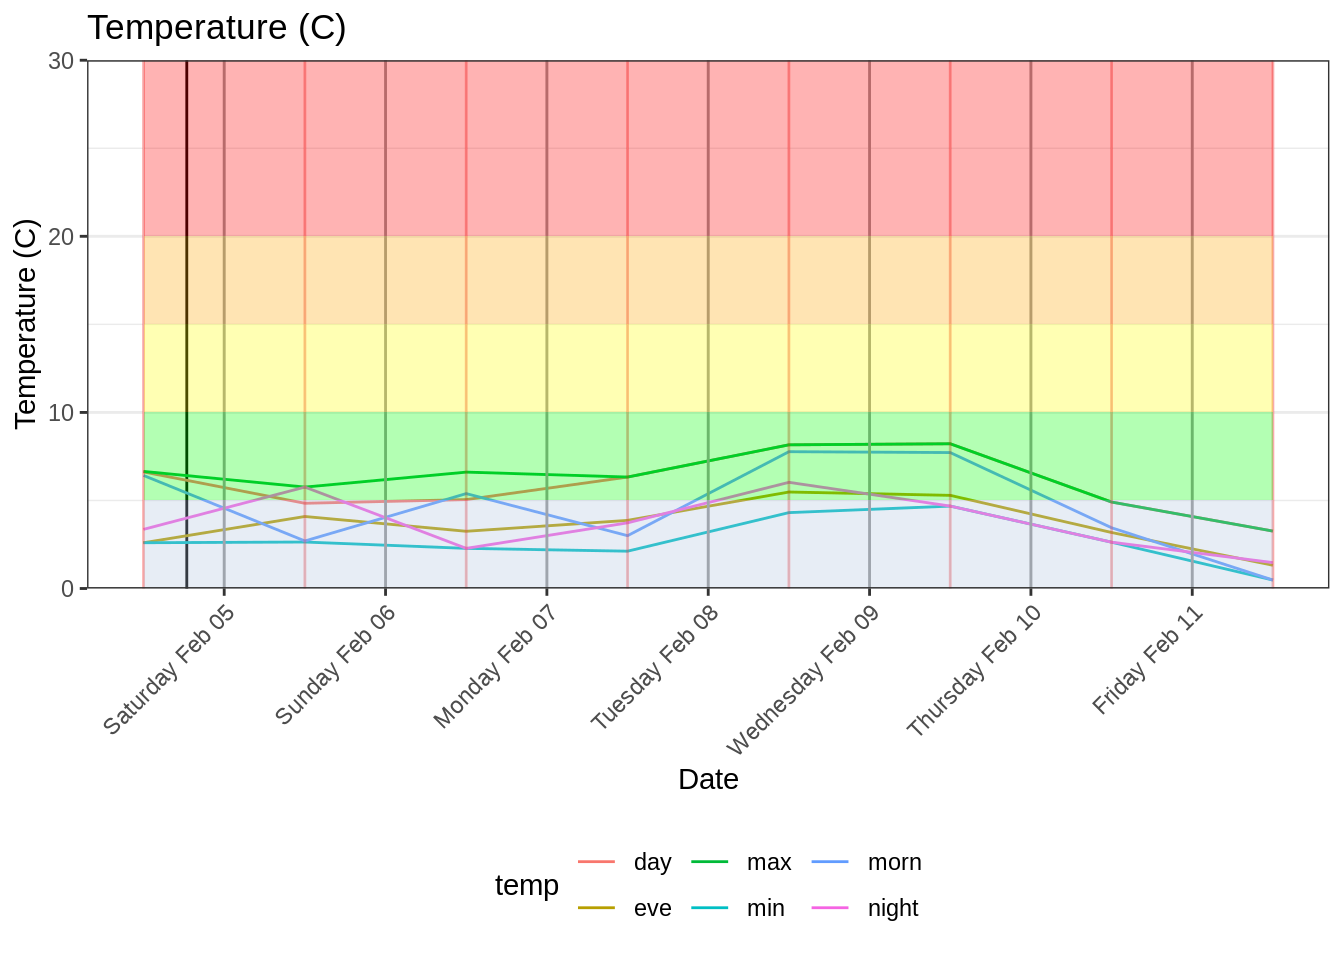 Temperature (C)
30
20
10
0
Temperature (C)
Saturday Feb 05
Sunday Feb 06
Monday Feb 07
Tuesday Feb 08
Wednesday Feb 09
Thursday Feb 10
Friday Feb 11
Date
temp
day max morn
eve min night